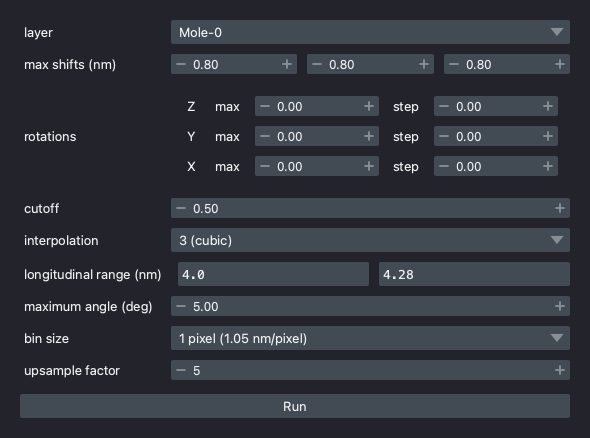 layer Mole-0
max shifts (nm) − 0.80 + − 0.80 + − 0.80 +
Z max − 0.00 + step − 0.00 +
rotations Y max − 0.00 + step − 0.00 +
X max − 0.00 + step − 0.00 +
cutoff − 0.50 +
interpolation 3 (cubic)
longitudinal range (nm) 4.0 4.28
maximum angle (deg) − 5.00 +
bin size 1 pixel (1.05 nm/pixel)
upsample factor − 5 +
Run